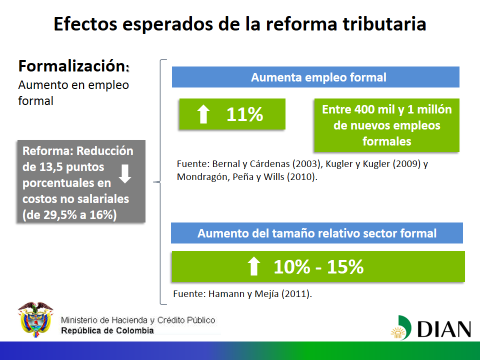 Efectos esperados de la reforma tributaria
Formalización:
Aumento en empleo
formal
Reforma: Reducción
de 13,5 puntos
porcentuales en
costos no salariales
(de 29,5% a 16%)
Aumenta empleo formal
11%
Entre 400 mil y 1 millón
de nuevos empleos
formales
Fuente: Bernal y Cárdenas (2003), Kugler y Kugler (2009) y
Mondragón, Peña y Wills (2010).
Aumento del tamaño relativo sector formal
10% - 15%
Fuente: Hamann y Mejía (2011).
Ministerio de Hacienda y Crédito Público
República de Colombia
DIAN